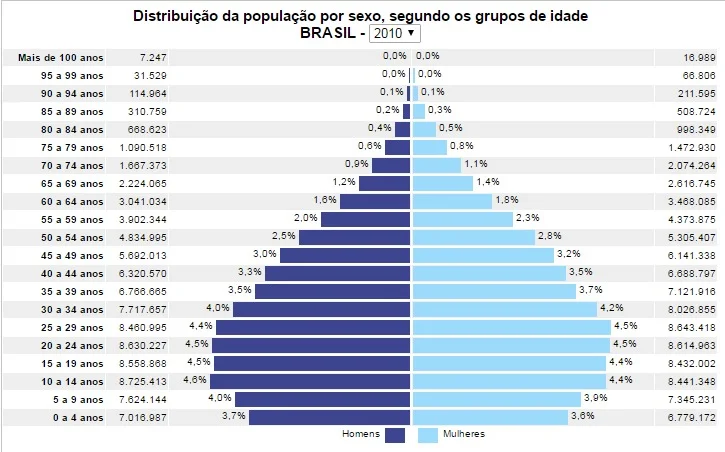 Distribuição da população por sexo, segundo os grupos de idade
BRASIL - 2010 ▼
Mais de 100 anos 7.247 0,0% 0,0% 16.989
95 a 99 anos 31.529 0,0% 0,0% 66.806
90 a 94 anos 114.964 0,1% 0,1% 211.595
85 a 89 anos 310.759 0,2% 0,3% 508.724
80 a 84 anos 668.623 0,4% 0,5% 998.349
75 a 79 anos 1.090.518 0,6% 0,8% 1.472.930
70 a 74 anos 1.667.373 0,9% 1,1% 2.074.264
65 a 69 anos 2.224.065 1,2% 1,4% 2.616.745
60 a 64 anos 3.041.034 1,6% 1,8% 3.468.085
55 a 59 anos 3.902.344 2,0% 2,3% 4.373.875
50 a 54 anos 4.834.995 2,5% 2,8% 5.305.407
45 a 49 anos 5.692.013 3,0% 3,2% 6.141.338
40 a 44 anos 6.320.570 3,3% 3,5% 6.688.797
35 a 39 anos 6.766.665 3,5% 3,7% 7.121.916
30 a 34 anos 7.717.657 4,0% 4,2% 8.026.855
25 a 29 anos 8.460.995 4,4% 4,5% 8.643.418
20 a 24 anos 8.630.227 4,5% 4,5% 8.614.963
15 a 19 anos 8.558.868 4,5% 4,4% 8.432.002
10 a 14 anos 8.725.413 4,6% 4,4% 8.441.348
5 a 9 anos 7.624.144 4,0% 3,9% 7.345.231
0 a 4 anos 7.016.987 3,7% 3,6% 6.779.172
Homens Mulheres